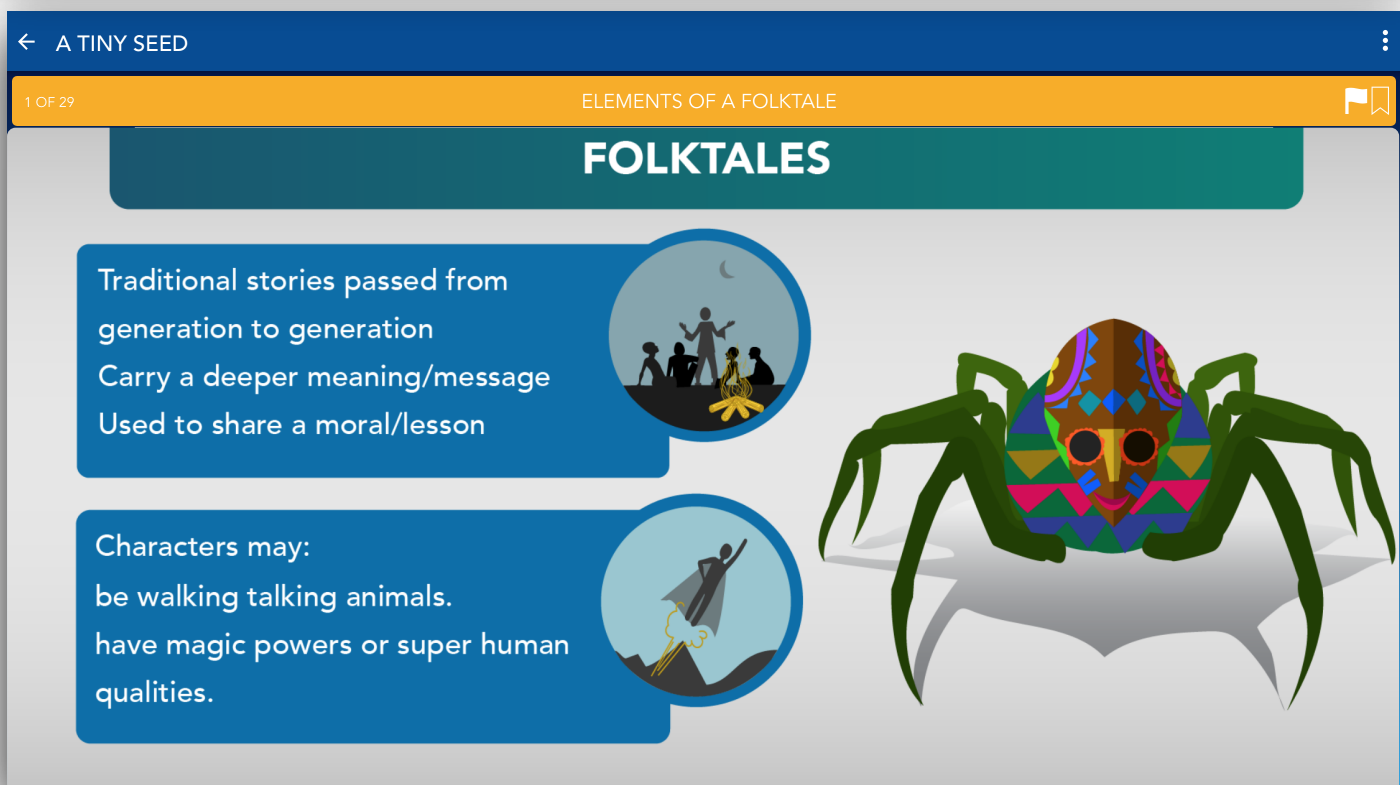 A TINY SEED
1 OF 29
ELEMENTS OF A FOLKTALE
FOLKTALES
Traditional stories passed from
generation to generation
Carry a deeper meaning/message
Used to share a moral/lesson
Characters may:
be walking talking animals.
have magic powers or super human
qualities.